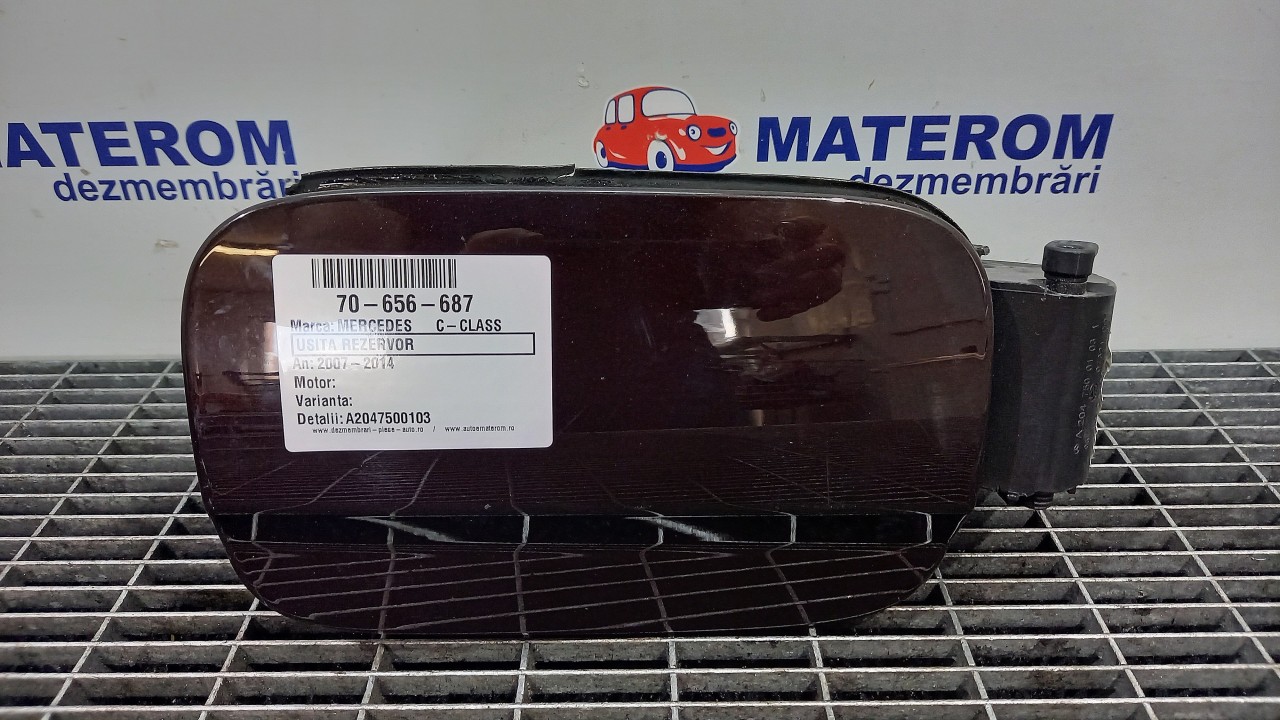 MATEROM
dezmembrări
MATEROM
dezmembrări
70-656-687
Marca: MERCEDES C-CLASS
USITA REZERVOR
An: 2007-2014
Motor:
Varianta:
Detalii: A2047500103
www.dezmembrari-piese-auto.ro / www.autoematerom.ro